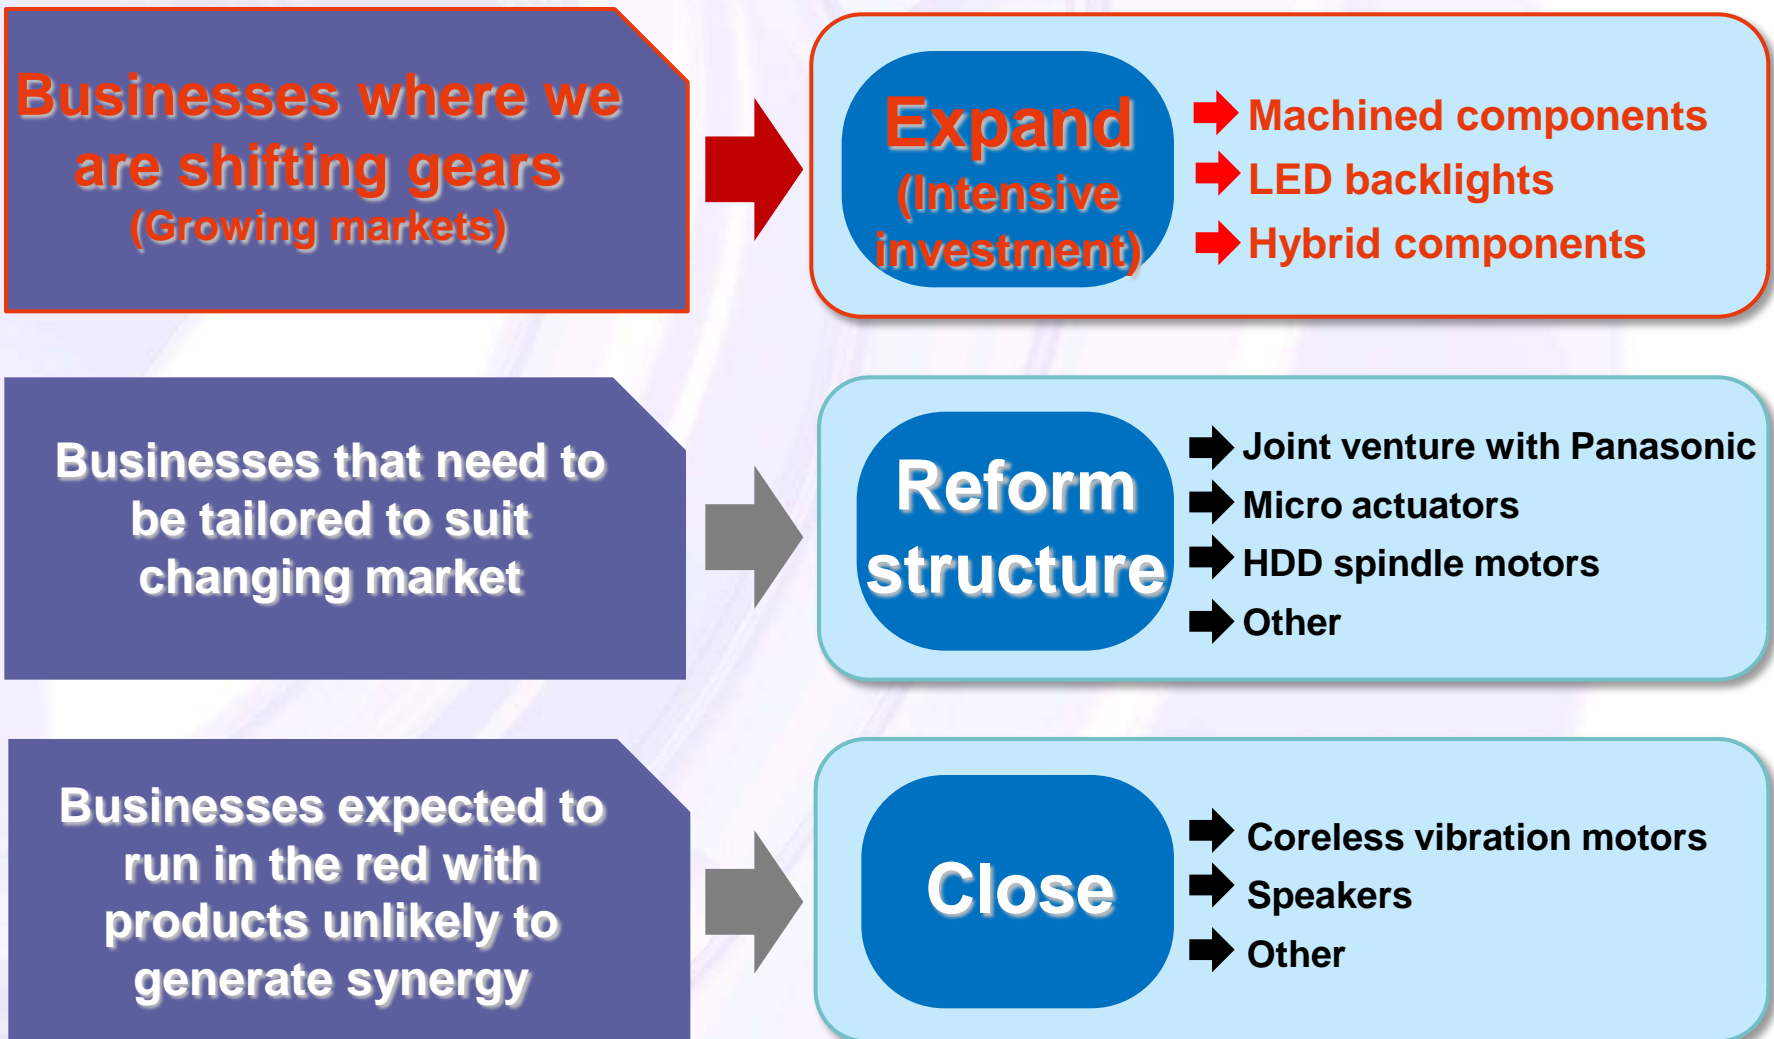 Businesses where we
are shifting gears
(Growing markets)
Expand
(Intensive
investment)
Machined components
LED backlights
Hybrid components
Businesses that need to
be tailored to suit
changing market
Reform
structure
Joint venture with Panasonic
Micro actuators
HDD spindle motors
Other
Businesses expected to
run in the red with
products unlikely to
generate synergy
Close
Coreless vibration motors
Speakers
Other